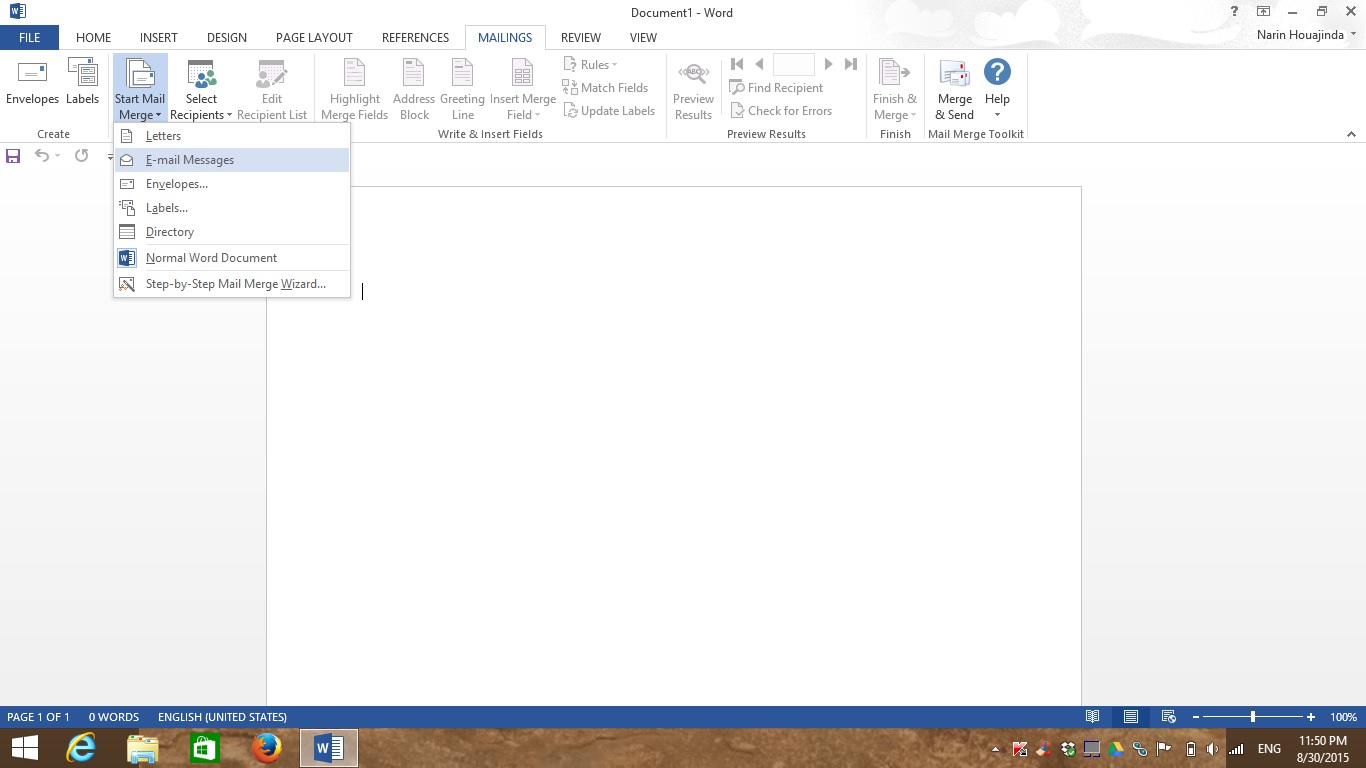 Document1 - Word
FILE HOME INSERT DESIGN PAGE LAYOUT REFERENCES MAILINGS REVIEW VIEW Narin Houajinda
Envelopes Labels
Create
Start Mail
Merge
Select
Recipients
Edit
Recipient List
Highlight
Merge Fields
Address
Block
Greeting
Line
Insert Merge
Field
Rules
Match Fields
Update Labels
Write & Insert Fields
Preview
Results
ABC
Find Recipient
Check for Errors
Preview Results
Finish &
Merge
Finish
Merge
& Send
Help
Mail Merge Toolkit
Letters
E-mail Messages
Envelopes...
Labels...
Directory
Normal Word Document
Step-by-Step Mail Merge Wizard...
PAGE 1 OF 1 0 WORDS ENGLISH (UNITED STATES) 100%
ENG
11:50 PM
8/30/2015